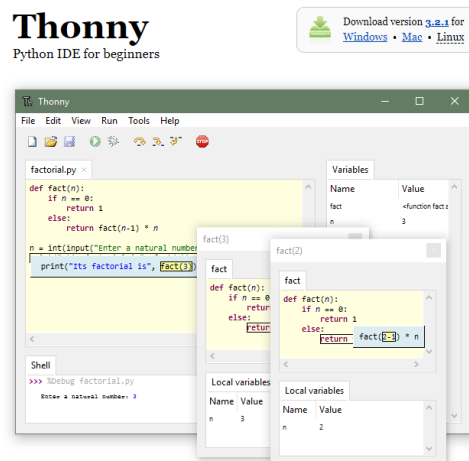 Thonny
Python IDE for beginners
Download version 3.2.1 for
Windows • Mac • Linux
Thonny
File Edit View Run Tools Help
STOP
factorial.py ×
def fact(n):
    if n == 0:
        return 1
    else:
        return fact(n-1) * n
n = int(input("Enter a natural number
print("Its factorial is", fact(3))
Shell
>>> %Debug factorial.py
Enter a natural number: 3
Variables
Name Value
fact <function fact a
n 3
fact(3)
fact
def fact(n):
    if n == 0
        retur
    else:
        retur
Local variables
Name Value
n 3
fact(2)
fact
def fact(n):
    if n == 0:
        return 1
    else:
        return fact(2-1) * n
Local variables
Name Value
n 2